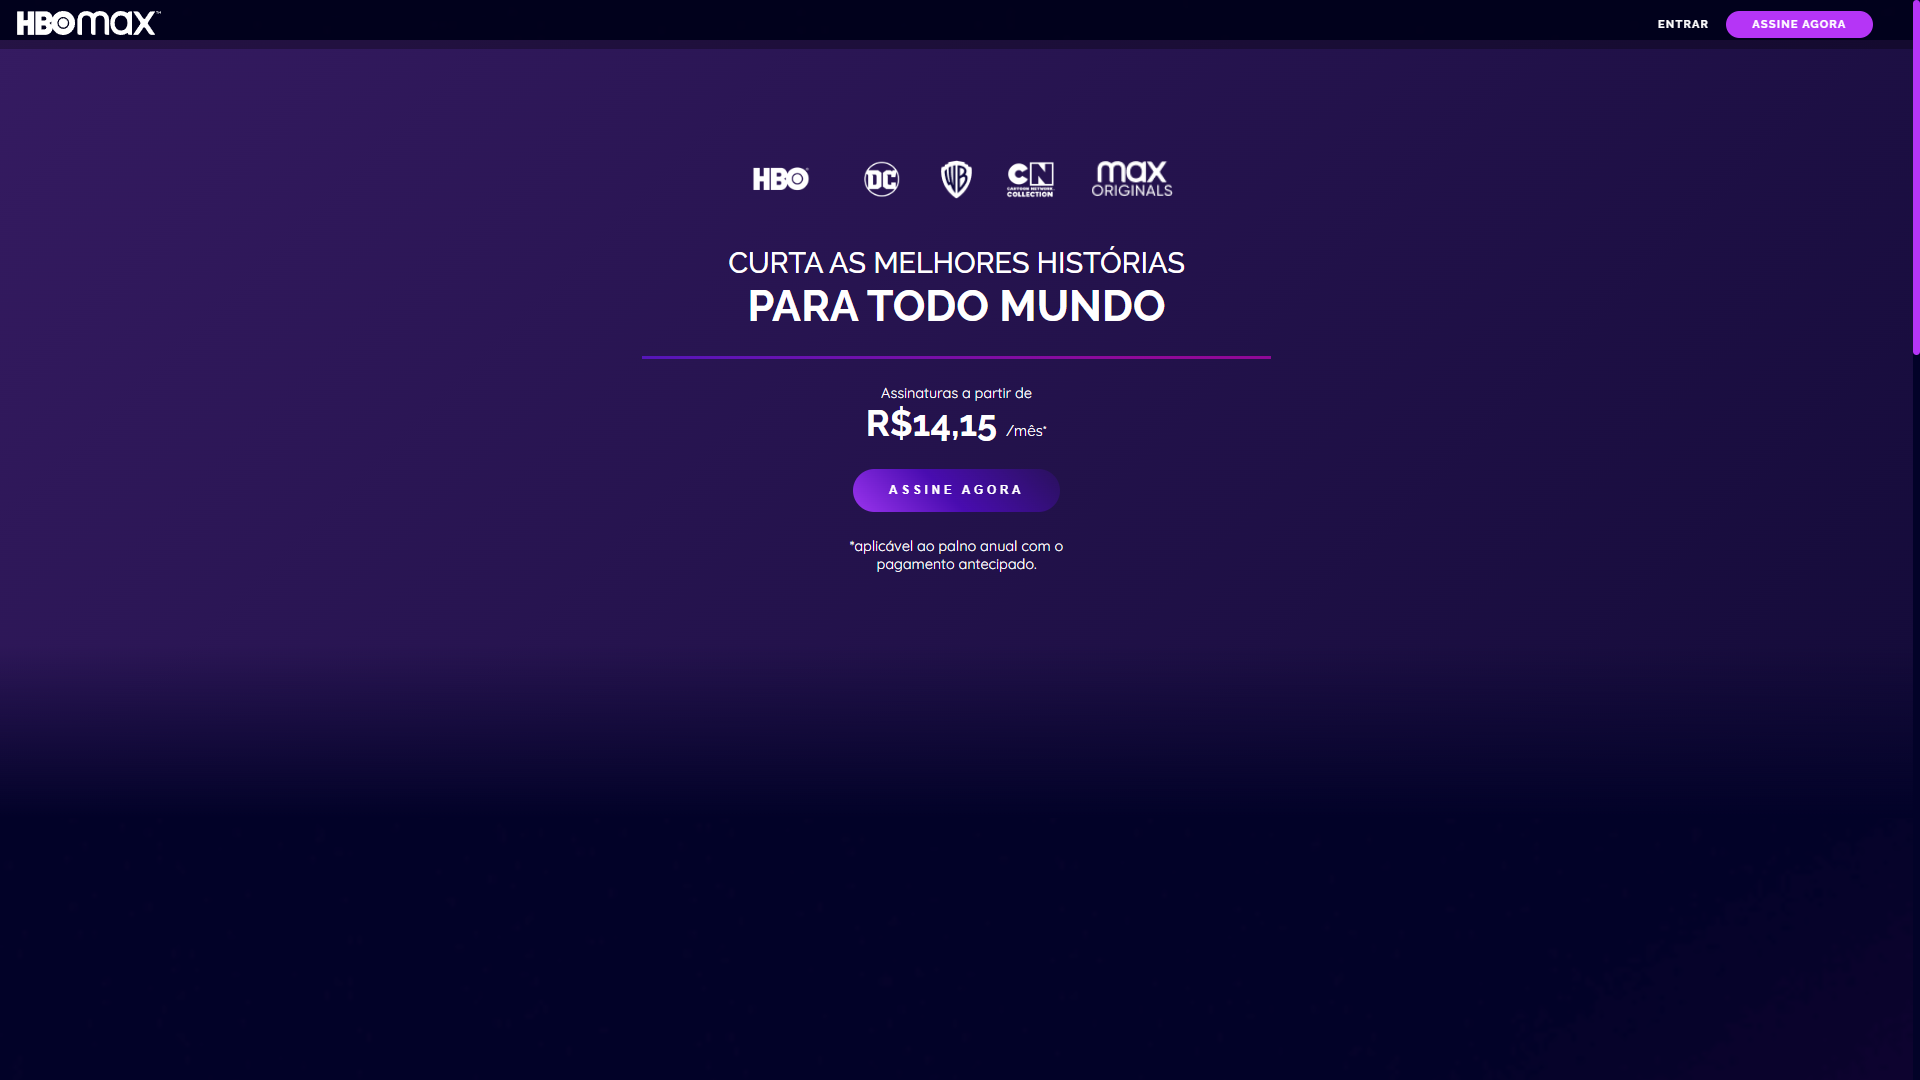 HBOmax™
ENTRAR
ASSINE AGORA
HBO
DC
WB
CN
CARTOON NETWORK
COLLECTION
max
ORIGINALS
CURTA AS MELHORES HISTÓRIAS
PARA TODO MUNDO
Assinaturas a partir de
R$14,15 /mês*
ASSINE AGORA
*aplicável ao palno anual com o
pagamento antecipado.